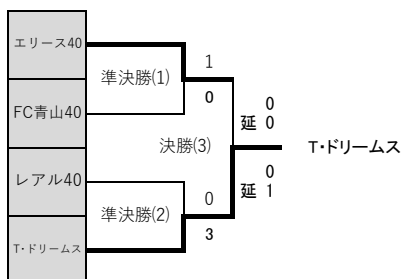 エリース40
準決勝(1)
1
0
FC青山40
決勝(3)
0
延 0
T・ドリームス
0
延 1
レアル40
準決勝(2)
0
3
T・ドリームス